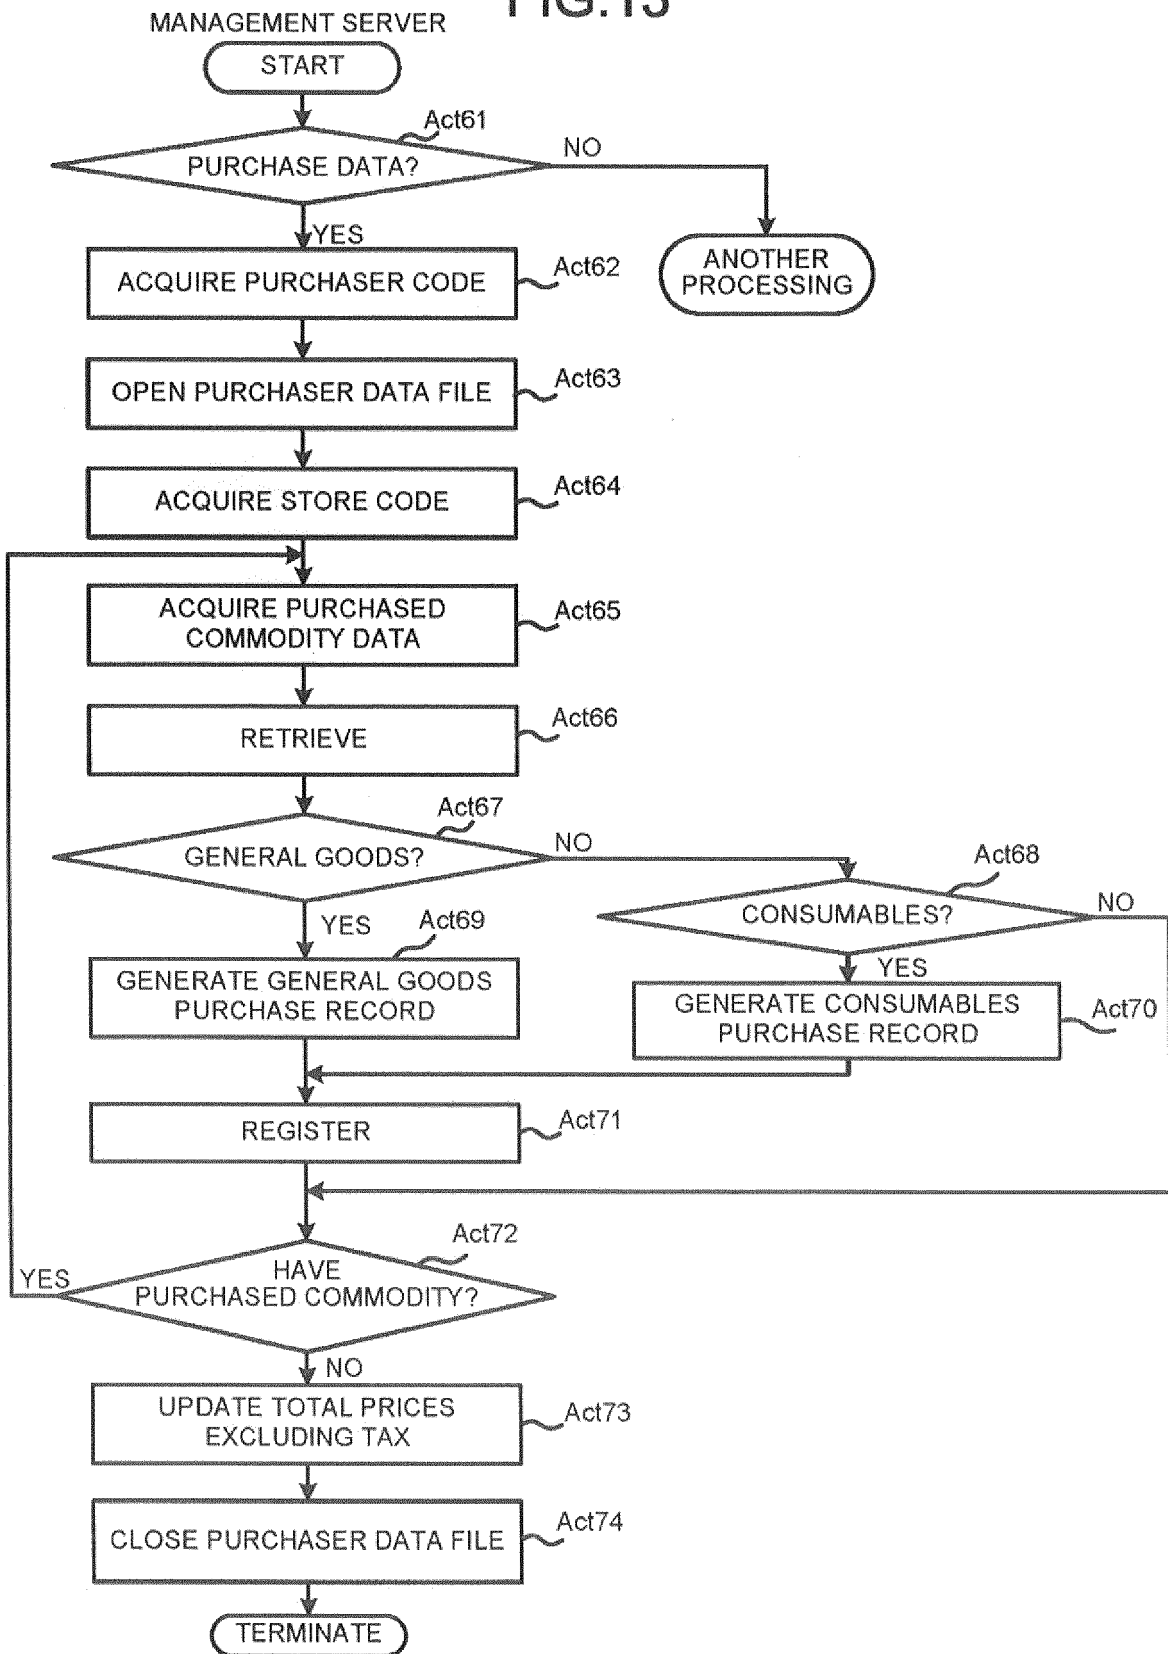 FIG.13
MANAGEMENT SERVER
START
Act61
PURCHASE DATA?
NO
YES
ANOTHER
PROCESSING
ACQUIRE PURCHASER CODE
Act62
OPEN PURCHASER DATA FILE
Act63
ACQUIRE STORE CODE
Act64
ACQUIRE PURCHASED
COMMODITY DATA
Act65
RETRIEVE
Act66
Act67
GENERAL GOODS?
NO
Act68
CONSUMABLES?
NO
YES
Act69
YES
GENERATE GENERAL GOODS
PURCHASE RECORD
GENERATE CONSUMABLES
PURCHASE RECORD
Act70
REGISTER
Act71
Act72
HAVE
PURCHASED COMMODITY?
YES
NO
UPDATE TOTAL PRICES
EXCLUDING TAX
Act73
CLOSE PURCHASER DATA FILE
Act74
TERMINATE